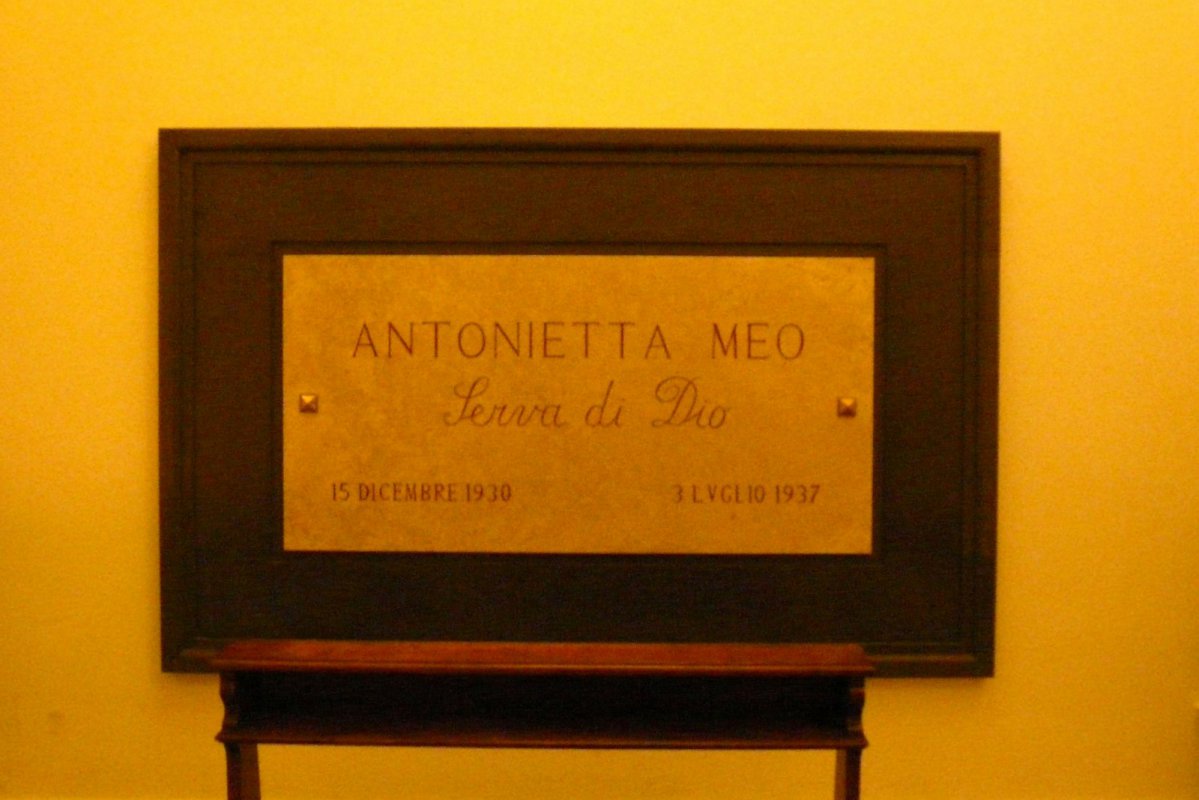 ANTONIETTA MEO
Serva di Dio
15 DICEMBRE 1930
3 LVGLIO 1937